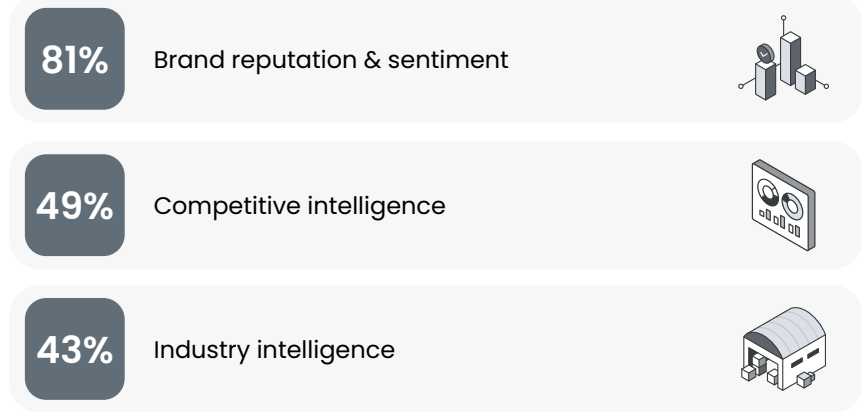 81%
Brand reputation & sentiment
49%
Competitive intelligence
43%
Industry intelligence